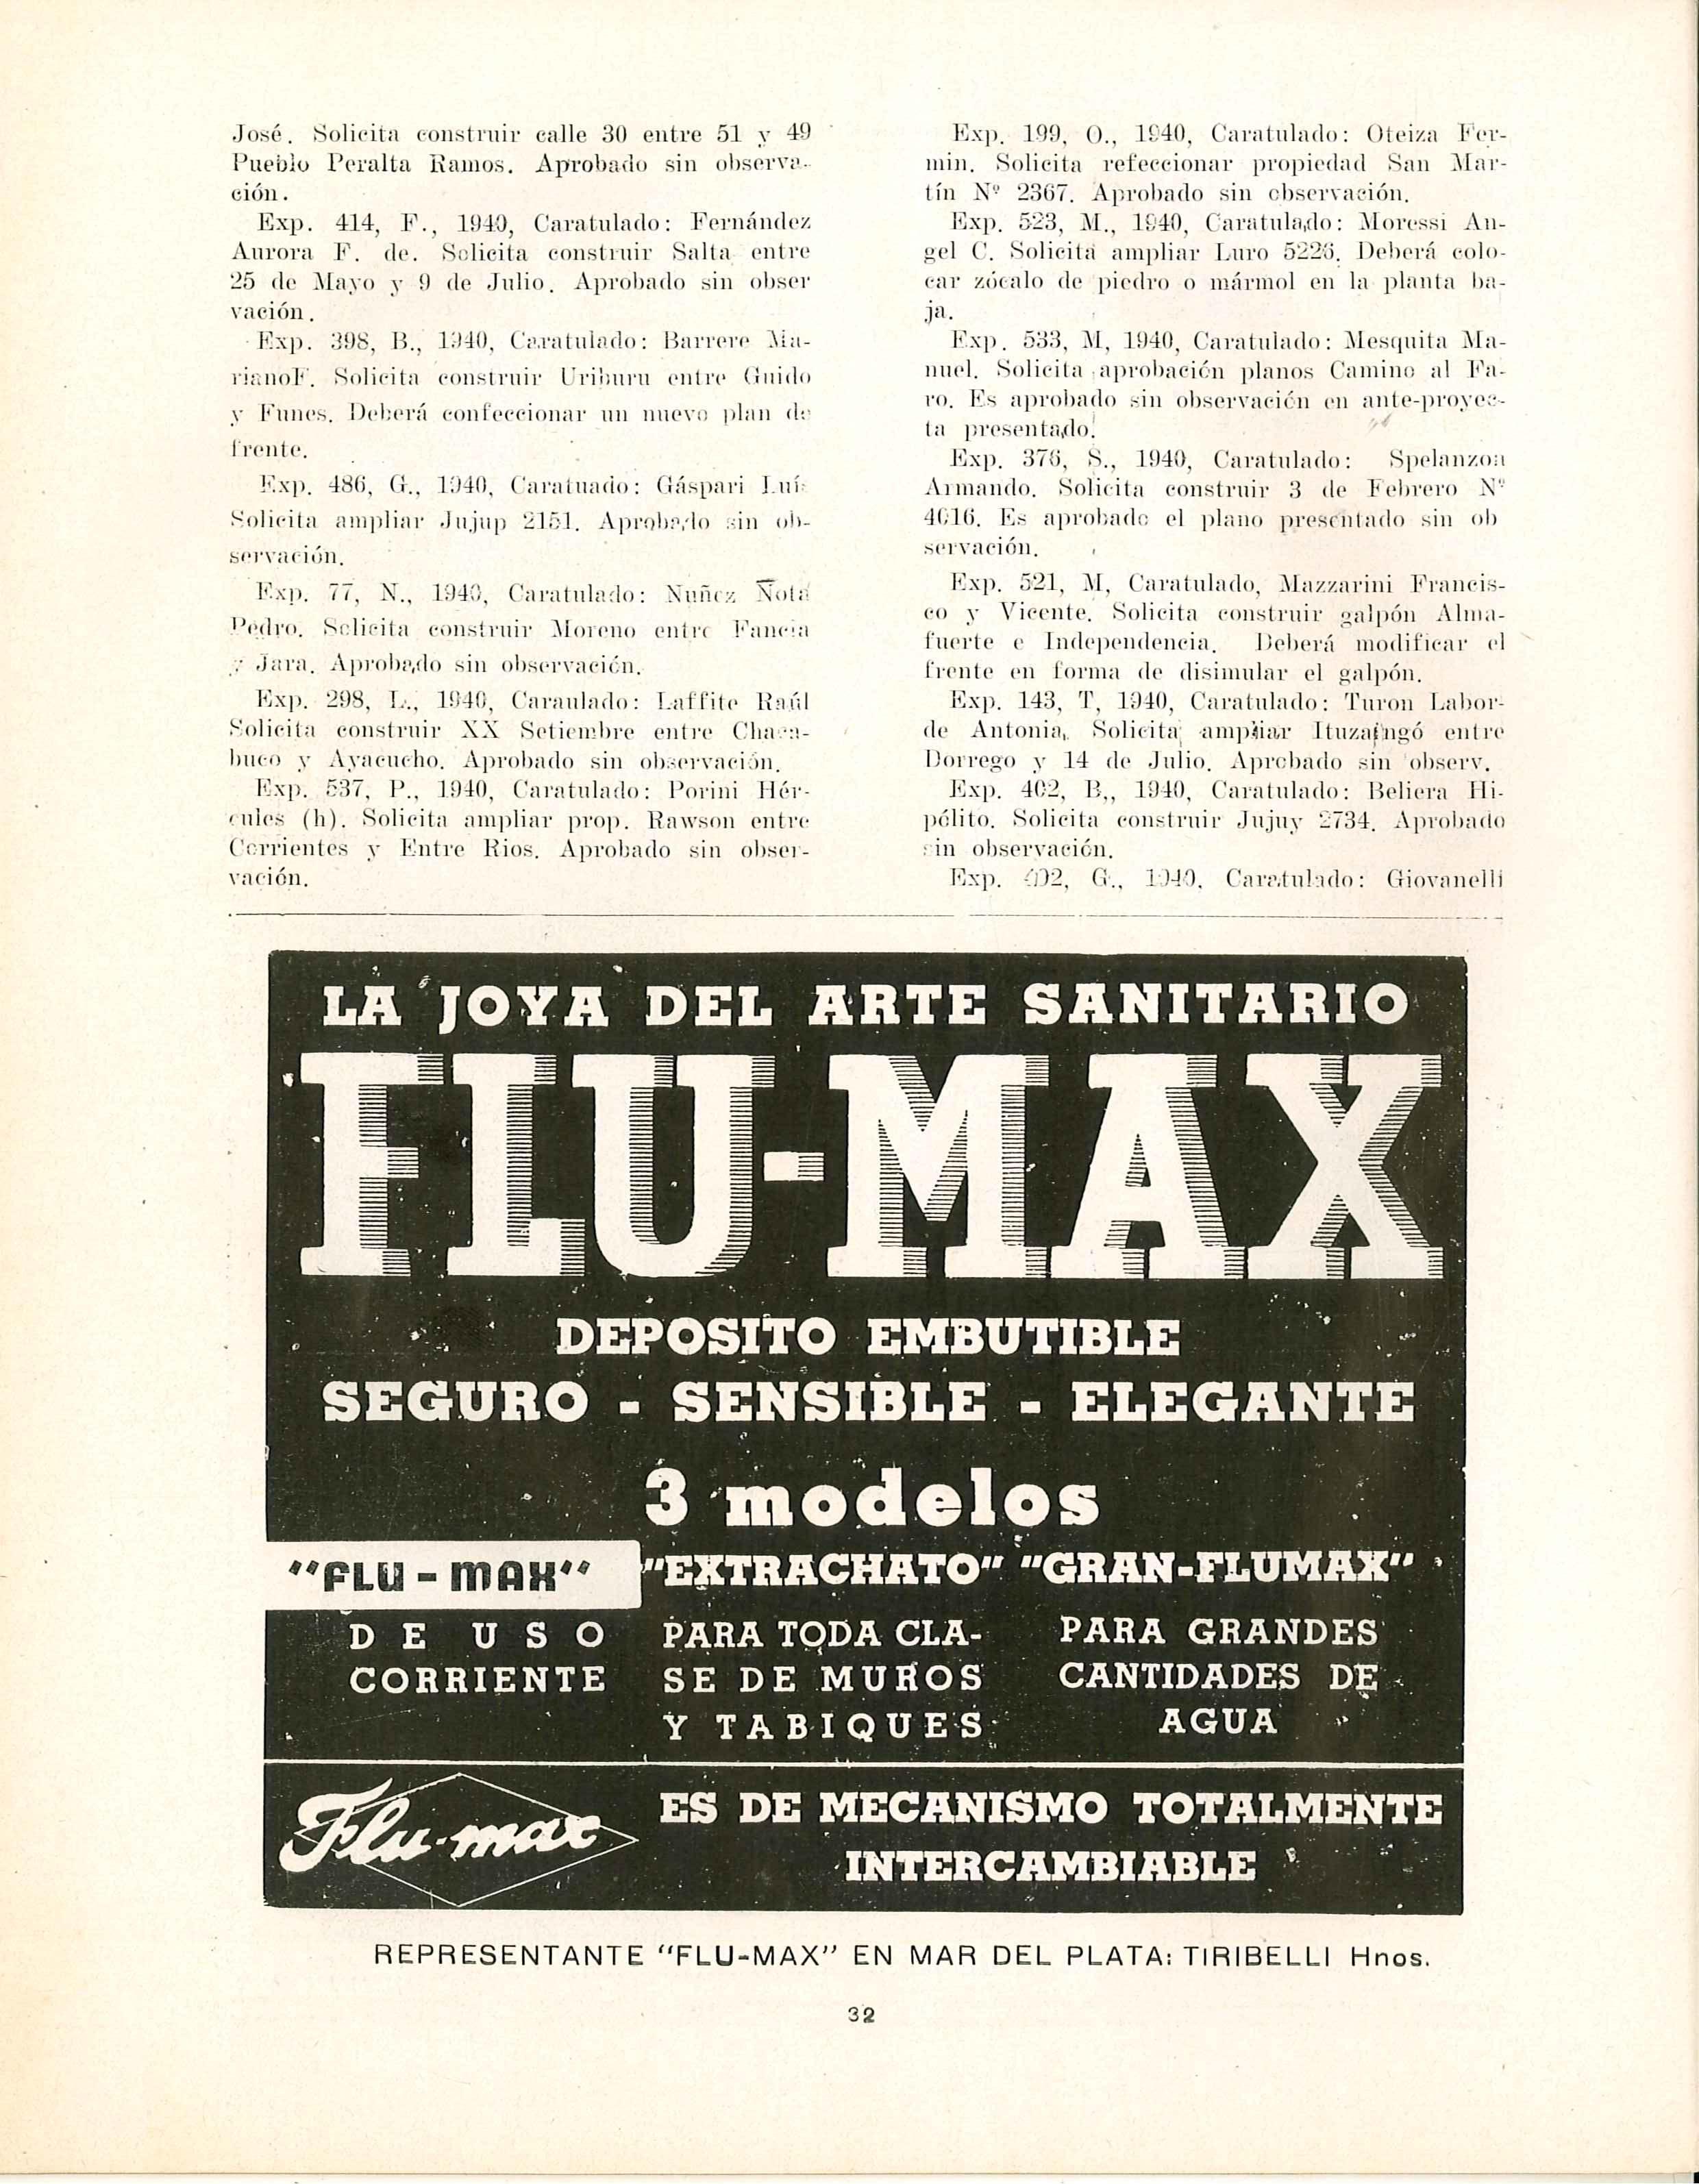 José. Solicita construir calle 30 entre 51 y 49
Pueblo Peralta Ramos. Aprobado sin observa-
ción.
Exp. 414, F., 1940, Caratulado: Fernández
Aurora F. de. Solicita construir Salta entre
25 de Mayo y 9 de Julio. Aprobado sin obser
vación.
Exp. 398, B., 1940, Caratulado: Barrere Ma-
rianoF. Solicita construir Uriburu entre Guido
y Funes. Deberá confeccionar un nuevo plan de
frente.
Exp. 486, G., 1940, Caratuado: Gáspari Luís
Solicita ampliar Jujup 2151. Aprobado sin ob-
servación.
Exp. 77, N., 1940, Caratulado: Nuñez Nota
Pedro. Solicita construir Moreno entre Fancia
y Jara. Aprobado sin observación.
Exp. 298, L., 1940, Caraulado: Laffite Raúl
Solicita construir XX Setiembre entre Chaca-
buco y Ayacucho. Aprobado sin observación.
Exp. 537, P., 1940, Caratulado: Porini Hér-
cules (h). Solicita ampliar prop. Rawson entre
Corrientes y Entre Rios. Aprobado sin obser-
vación.
Exp. 199, O., 1940, Caratulado: Oteiza Fer-
min. Solicita refeccionar propiedad San Mar-
tín Nº 2367. Aprobado sin observación.
Exp. 523, M., 1940, Caratulado: Moressi An-
gel C. Solicita ampliar Luro 5226. Deberá colo-
car zócalo de piedro o mármol en la planta ba-
ja.
Exp. 533, M, 1940, Caratulado: Mesquita Ma-
nuel. Solicita aprobación planos Camino al Fa-
ro. Es aprobado sin observación en ante-proyec-
ta presentado.
Exp. 376, S., 1940, Caratulado: Spelanzon
Armando. Solicita construir 3 de Febrero Nº
4616. Es aprobado el plano presentado sin ob
servación.
Exp. 521, M, Caratulado, Mazzarini Francis-
co y Vicente. Solicita construir galpón Alma-
fuerte e Independencia. Deberá modificar el
frente en forma de disimular el galpón.
Exp. 143, T, 1940, Caratulado: Turon Labor-
de Antonia, Solicita ampliar Ituzaingó entre
Dorrego y 14 de Julio. Aprobado sin observ.
Exp. 402, B,, 1940, Caratulado: Beliera Hi-
pólito. Solicita construir Jujuy 2734. Aprobado
sin observación.
Exp. G., 1940, Caratulado: Giovanelli
LA JOYA DEL ARTE SANITARIO
FLU-MAX
DEPOSITO EMBUTIBLE
SEGURO - SENSIBLE - ELEGANTE
3 modelos
"FLU-MAX" "EXTRACHATO" "GRAN-FLUMAX"
DE USO
CORRIENTE
PARA TODA CLA-
SE DE MUROS
Y TABIQUES
PARA GRANDES
CANTIDADES DE
AGUA
Flu-max
ES DE MECANISMO TOTALMENTE
INTERCAMBIABLE
REPRESENTANTE "FLU-MAX" EN MAR DEL PLATA: TIRIBELLI Hnos.
32